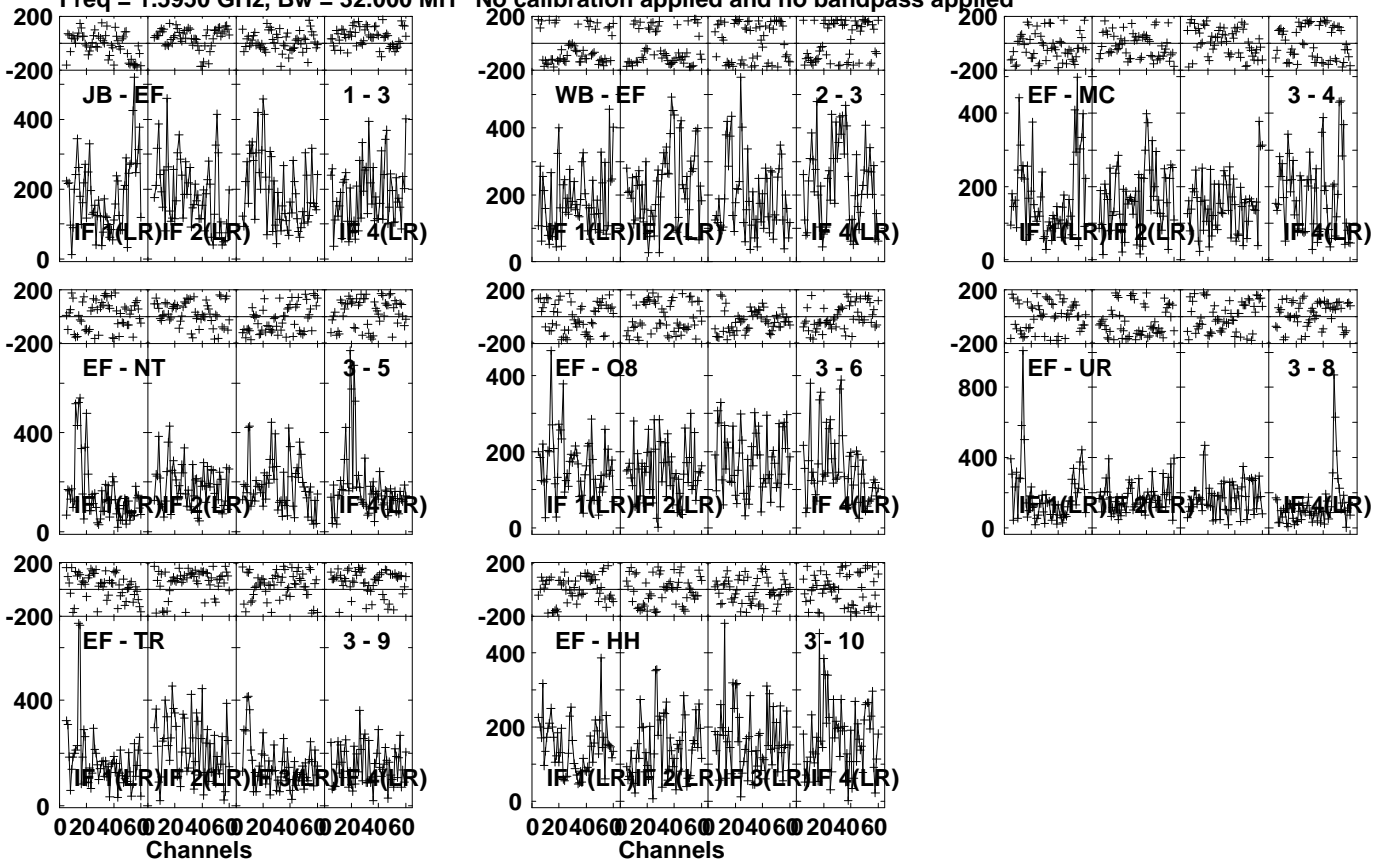 Freq = 1.5950 GHz, Bw = 32.000 MH No calibration applied and no bandpass applied
200
-200
JB - EF 1 - 3
400
200
0
IF 1(LR) IF 2(LR) IF 4(LR)
200
-200
WB - EF 2 - 3
400
200
0
IF 1(LR) IF 2(LR) IF 4(LR)
200
-200
EF - MC 3 - 4
400
200
0
IF 1(LR) IF 2(LR) IF 4(LR)
200
-200
EF - NT 3 - 5
400
0
IF 1(LR) IF 2(LR) IF 4(LR)
200
-200
EF - O8 3 - 6
400
200
0
IF 1(LR) IF 2(LR) IF 4(LR)
200
-200
EF - UR 3 - 8
800
400
0
IF 1(LR) IF 2(LR) IF 4(LR)
200
-200
EF - TR 3 - 9
400
0
IF 1(LR) IF 2(LR) IF 3(LR) IF 4(LR)
0 20 40 60 0 20 40 60 0 20 40 60 0 20 40 60
Channels
200
-200
EF - HH 3 - 10
400
200
0
IF 1(LR) IF 2(LR) IF 3(LR) IF 4(LR)
0 20 40 60 0 20 40 60 0 20 40 60 0 20 40 60
Channels